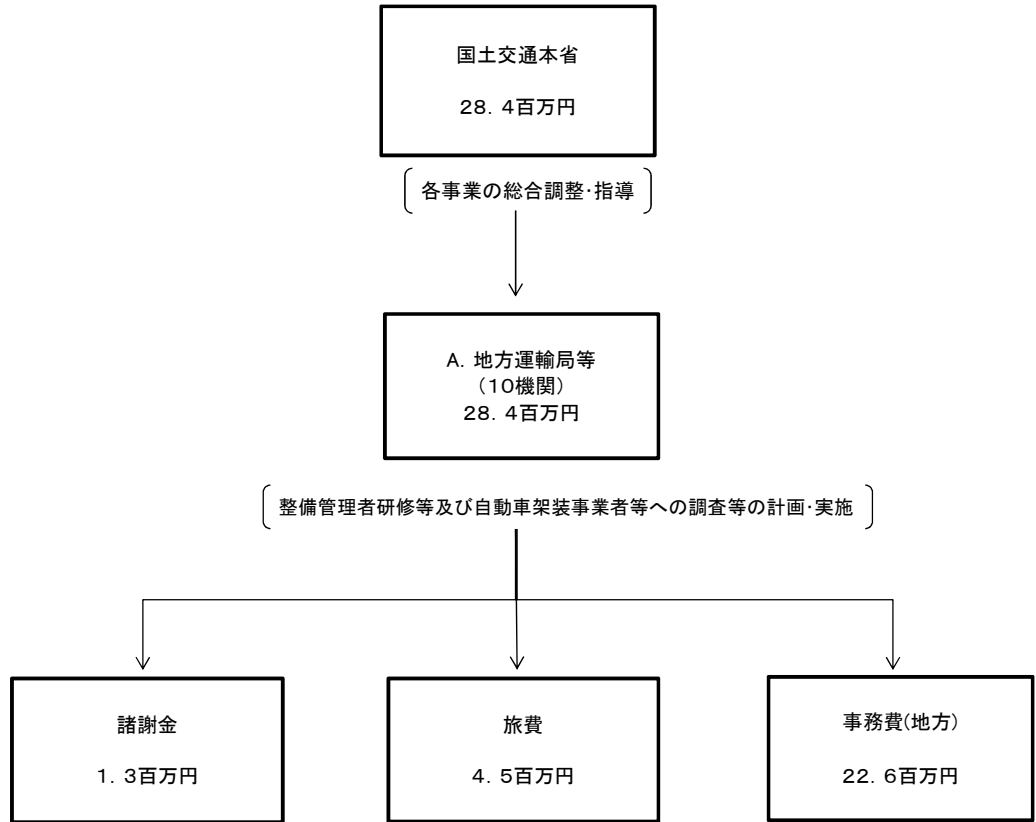 国土交通本省
28．4百万円
各事業の総合調整・指導
A．地方運輸局等
（10機関）
28．4百万円
整備管理者研修等及び自動車架装事業者等への調査等の計画・実施
諸謝金
1．3百万円
旅費
4．5百万円
事務費(地方)
22．6百万円